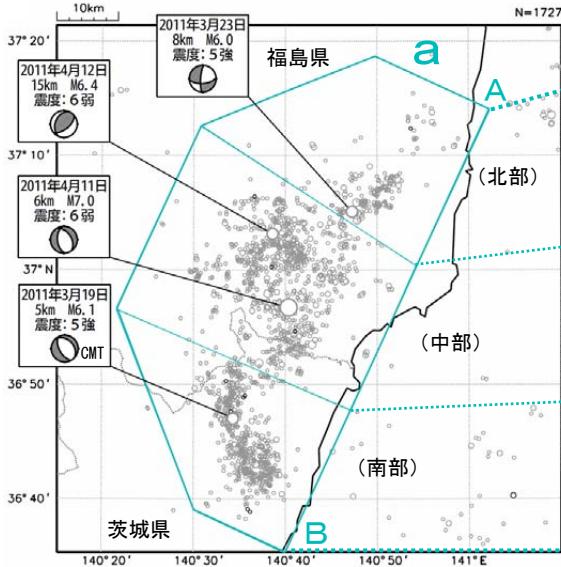 10km
N=1727
2011年3月23日
8km M6.0
震度：5強
福島県
a
A
2011年4月12日
15km M6.4
震度：6弱
(北部)
2011年4月11日
6km M7.0
震度：6弱
2011年3月19日
5km M6.1
震度：5強
CMT
(中部)
(南部)
茨城県
B
37°20'
37°10'
37°N
36°50'
36°40'
140°20'
140°30'
140°40'
140°50'
141°E